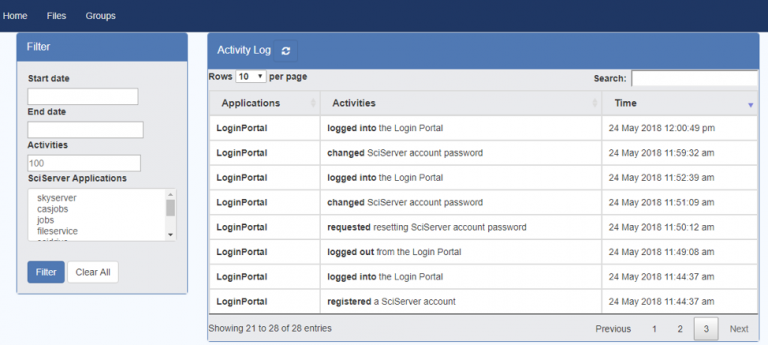 Home Files Groups
Filter
Start date
End date
Activities
100
SciServer Applications
skyserver
casjobs
jobs
fileservice
Filter Clear All
Activity Log
Rows 10 per page Search:
Applications Activities Time
LoginPortal logged into the Login Portal 24 May 2018 12:00:49 pm
LoginPortal changed SciServer account password 24 May 2018 11:59:32 am
LoginPortal logged into the Login Portal 24 May 2018 11:52:39 am
LoginPortal changed SciServer account password 24 May 2018 11:51:09 am
LoginPortal requested resetting SciServer account password 24 May 2018 11:50:12 am
LoginPortal logged out from the Login Portal 24 May 2018 11:49:08 am
LoginPortal logged into the Login Portal 24 May 2018 11:44:37 am
LoginPortal registered a SciServer account 24 May 2018 11:44:37 am
Showing 21 to 28 of 28 entries Previous 1 2 3 Next